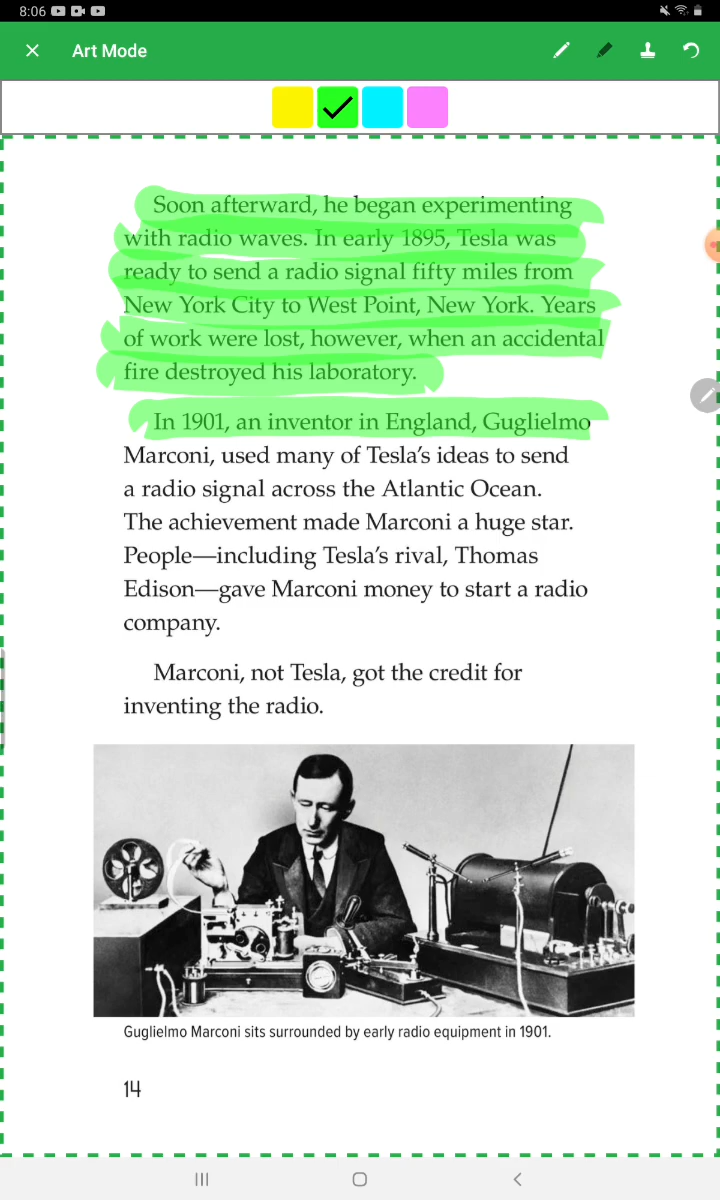 8:06
Art Mode
Soon afterward, he began experimenting
with radio waves. In early 1895, Tesla was
ready to send a radio signal fifty miles from
New York City to West Point, New York. Years
of work were lost, however, when an accidental
fire destroyed his laboratory.
In 1901, an inventor in England, Guglielmo
Marconi, used many of Tesla’s ideas to send
a radio signal across the Atlantic Ocean.
The achievement made Marconi a huge star.
People—including Tesla’s rival, Thomas
Edison—gave Marconi money to start a radio
company.
Marconi, not Tesla, got the credit for
inventing the radio.
Guglielmo Marconi sits surrounded by early radio equipment in 1901.
14